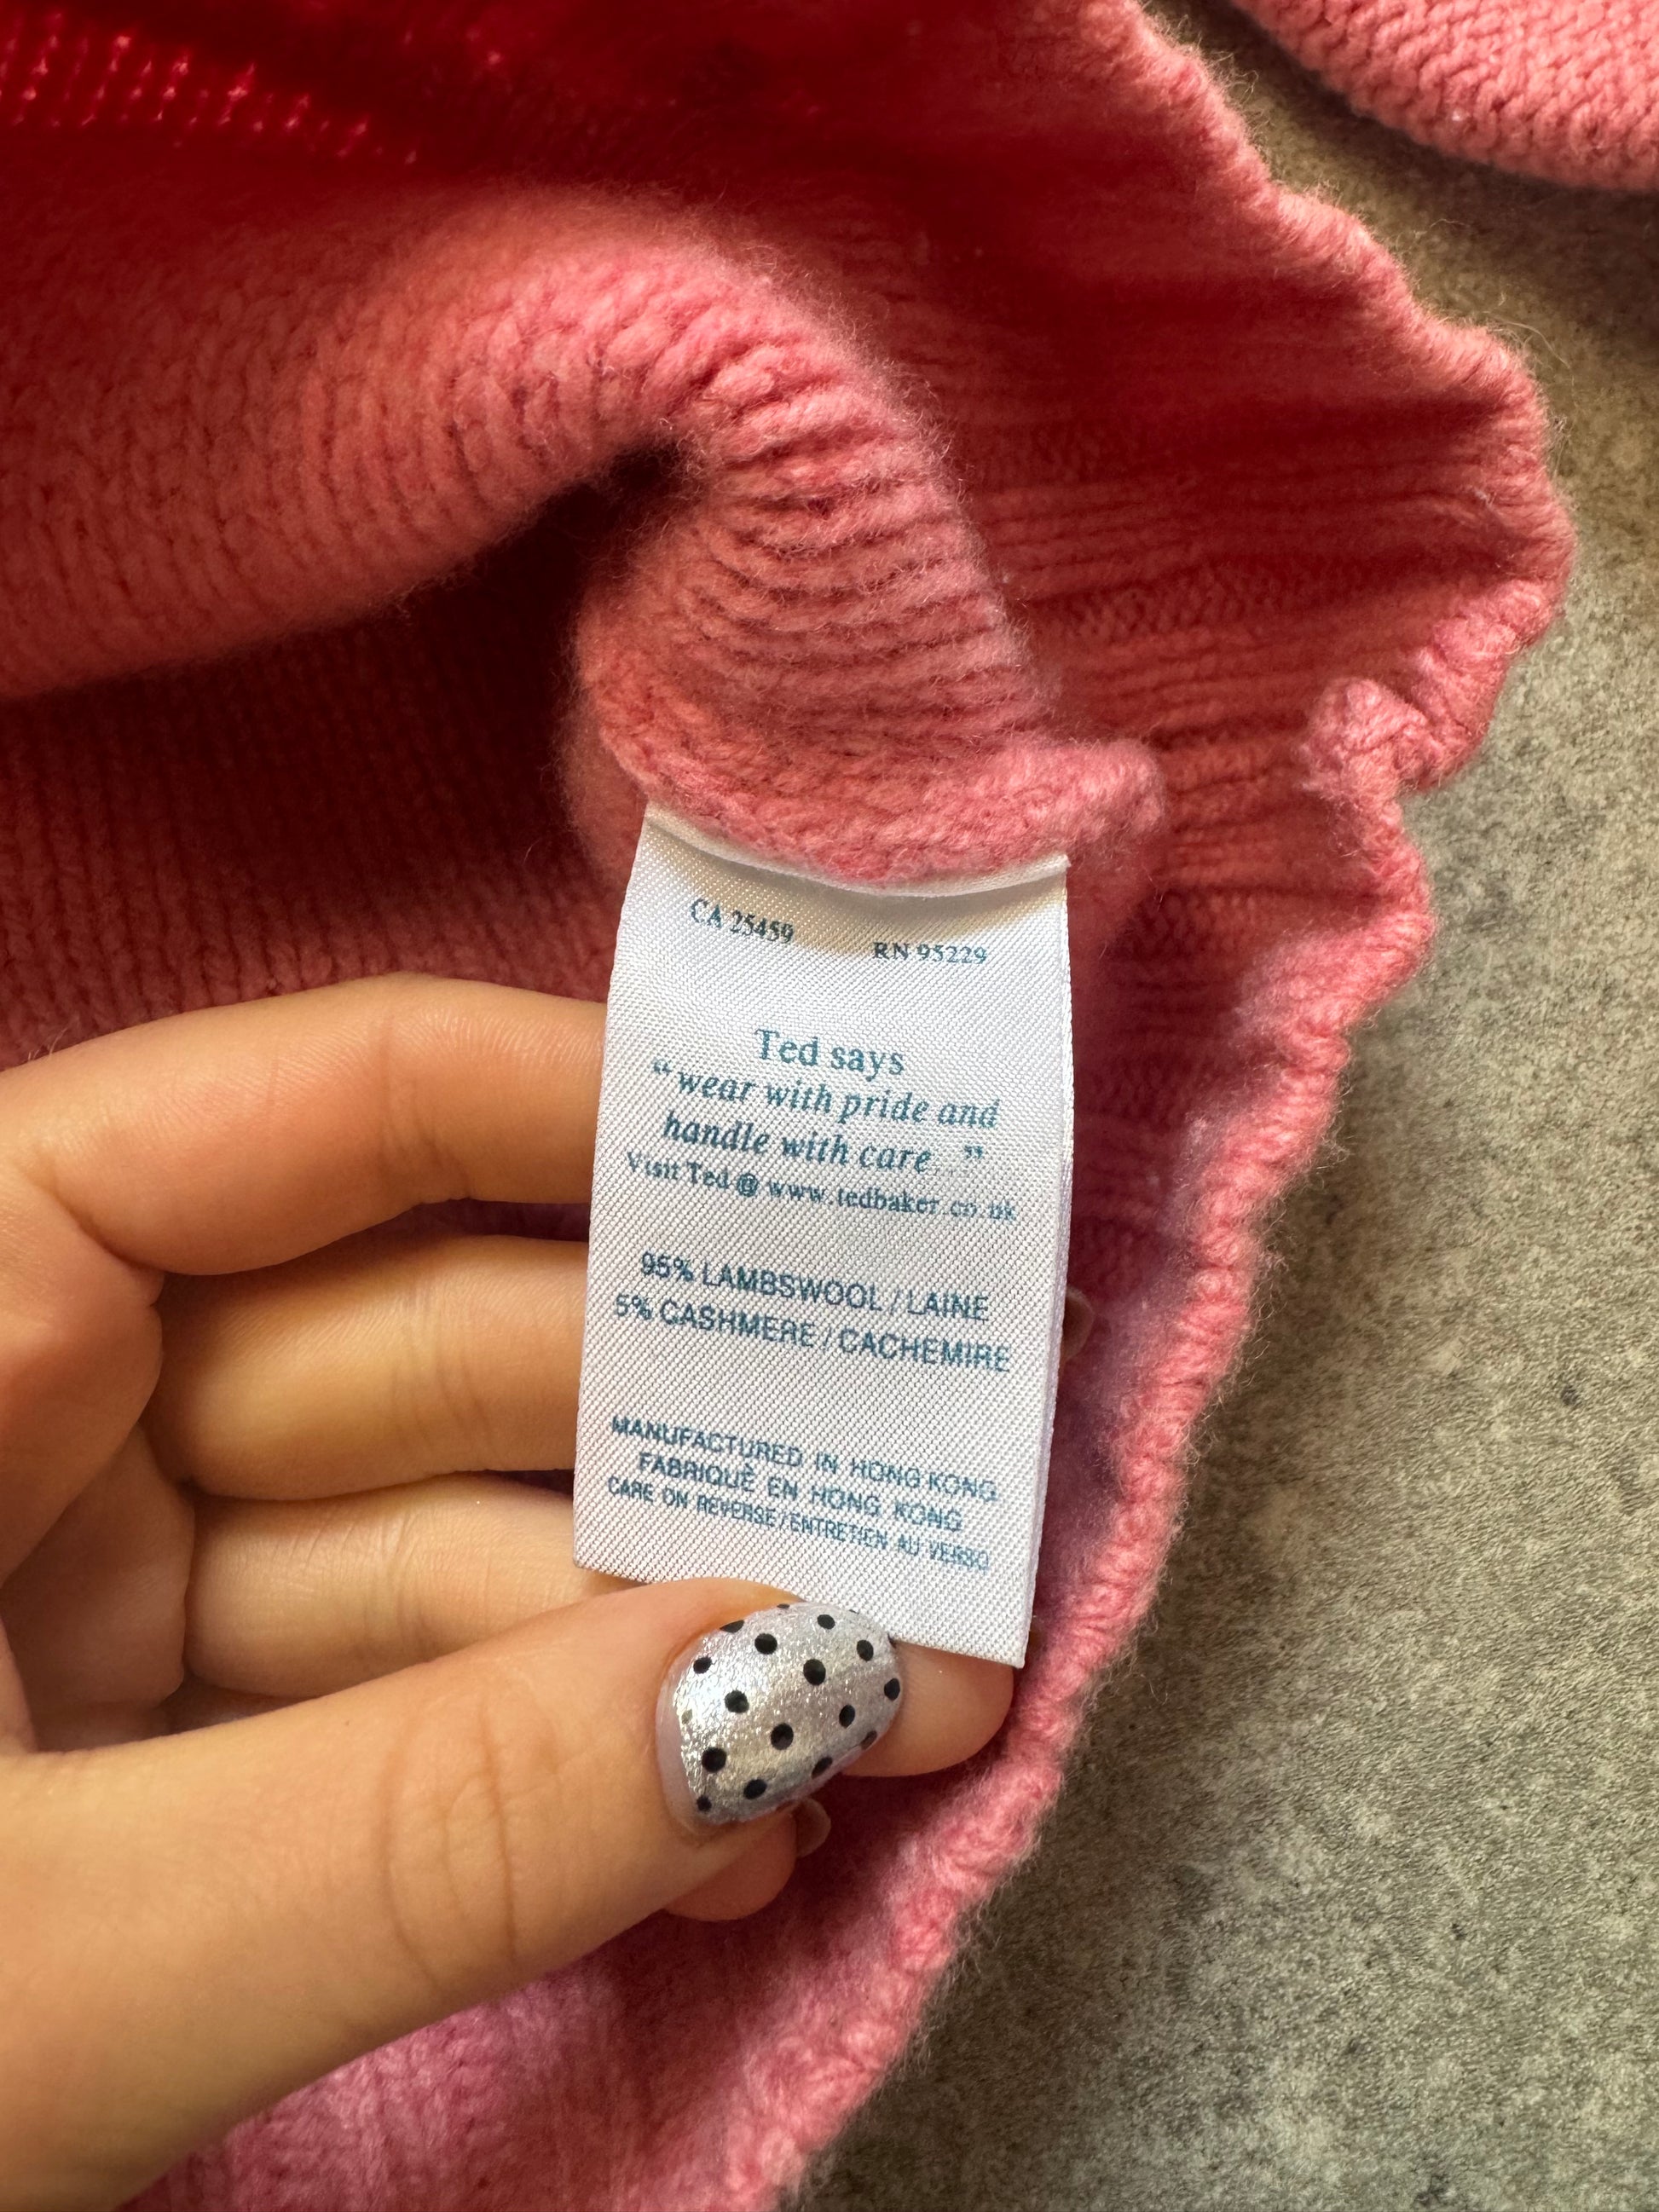 CA 25459 RN 95229
Ted says
“wear with pride and
handle with care...”
Visit Ted @ www.tedbaker.co.uk
95% LAMBSWOOL / LAINE
5% CASHMERE / CACHEMIRE
MANUFACTURED IN HONG KONG
FABRIQUÈ EN HONG KONG
CARE ON REVERSE / ENTRETIEN AU VERSO